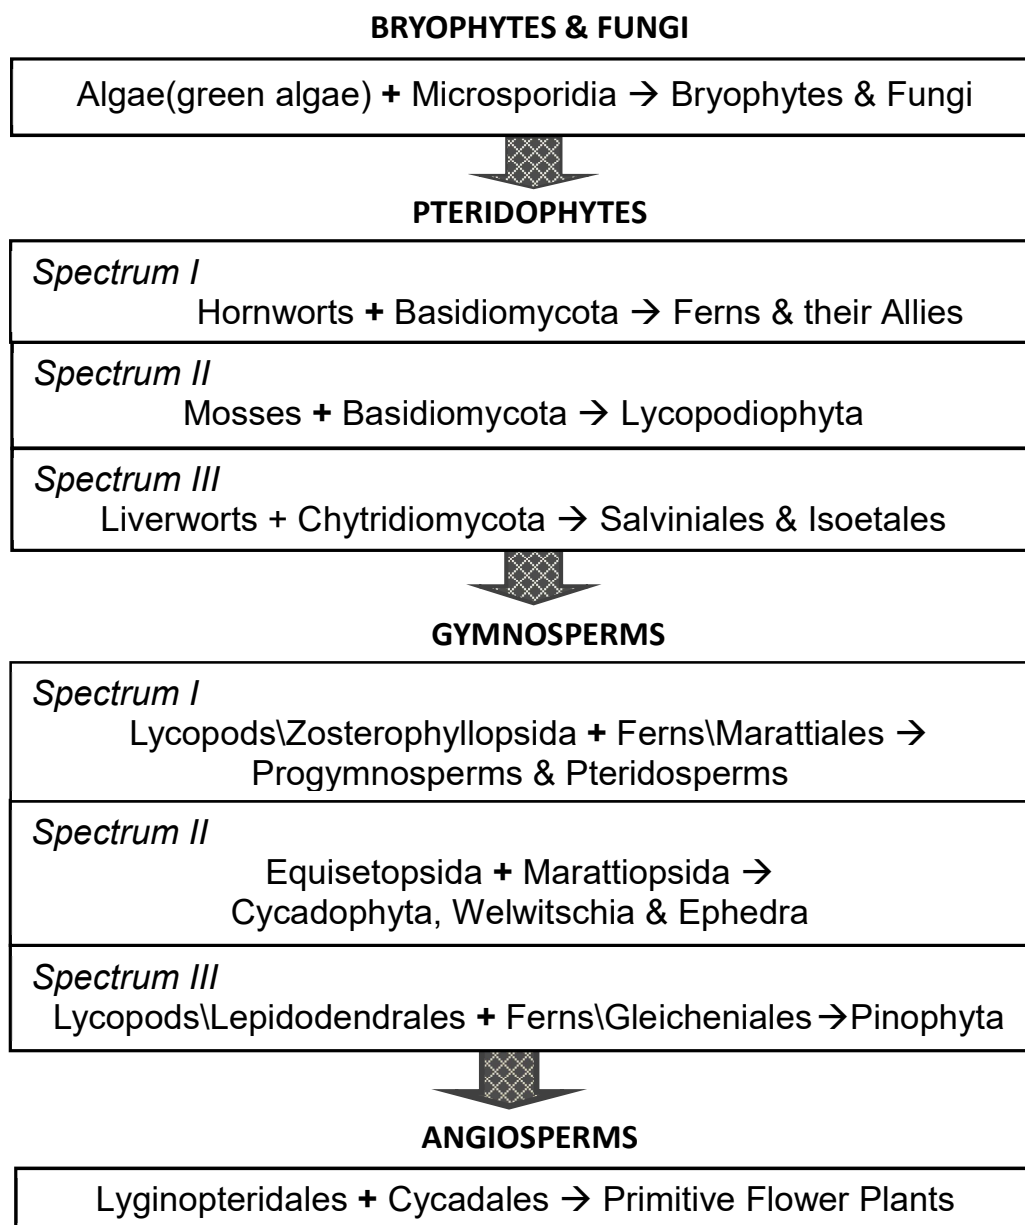 BRYOPHYTES & FUNGI
Algae(green algae) + Microsporidia → Bryophytes & Fungi
PTERIDOPHYTES
Spectrum I
Hornworts + Basidiomycota → Ferns & their Allies
Spectrum II
Mosses + Basidiomycota → Lycopodiophyta
Spectrum III
Liverworts + Chytridiomycota → Salviniales & Isoetales
GYMNOSPERMS
Spectrum I
Lycopods\Zosterophyllopsida + Ferns\Marattiales →
Progymnosperms & Pteridosperms
Spectrum II
Equisetopsida + Marattiopsida →
Cycadophyta, Welwitschia & Ephedra
Spectrum III
Lycopods\Lepidodendrales + Ferns\Gleicheniales →Pinophyta
ANGIOSPERMS
Lyginopteridales + Cycadales → Primitive Flower Plants